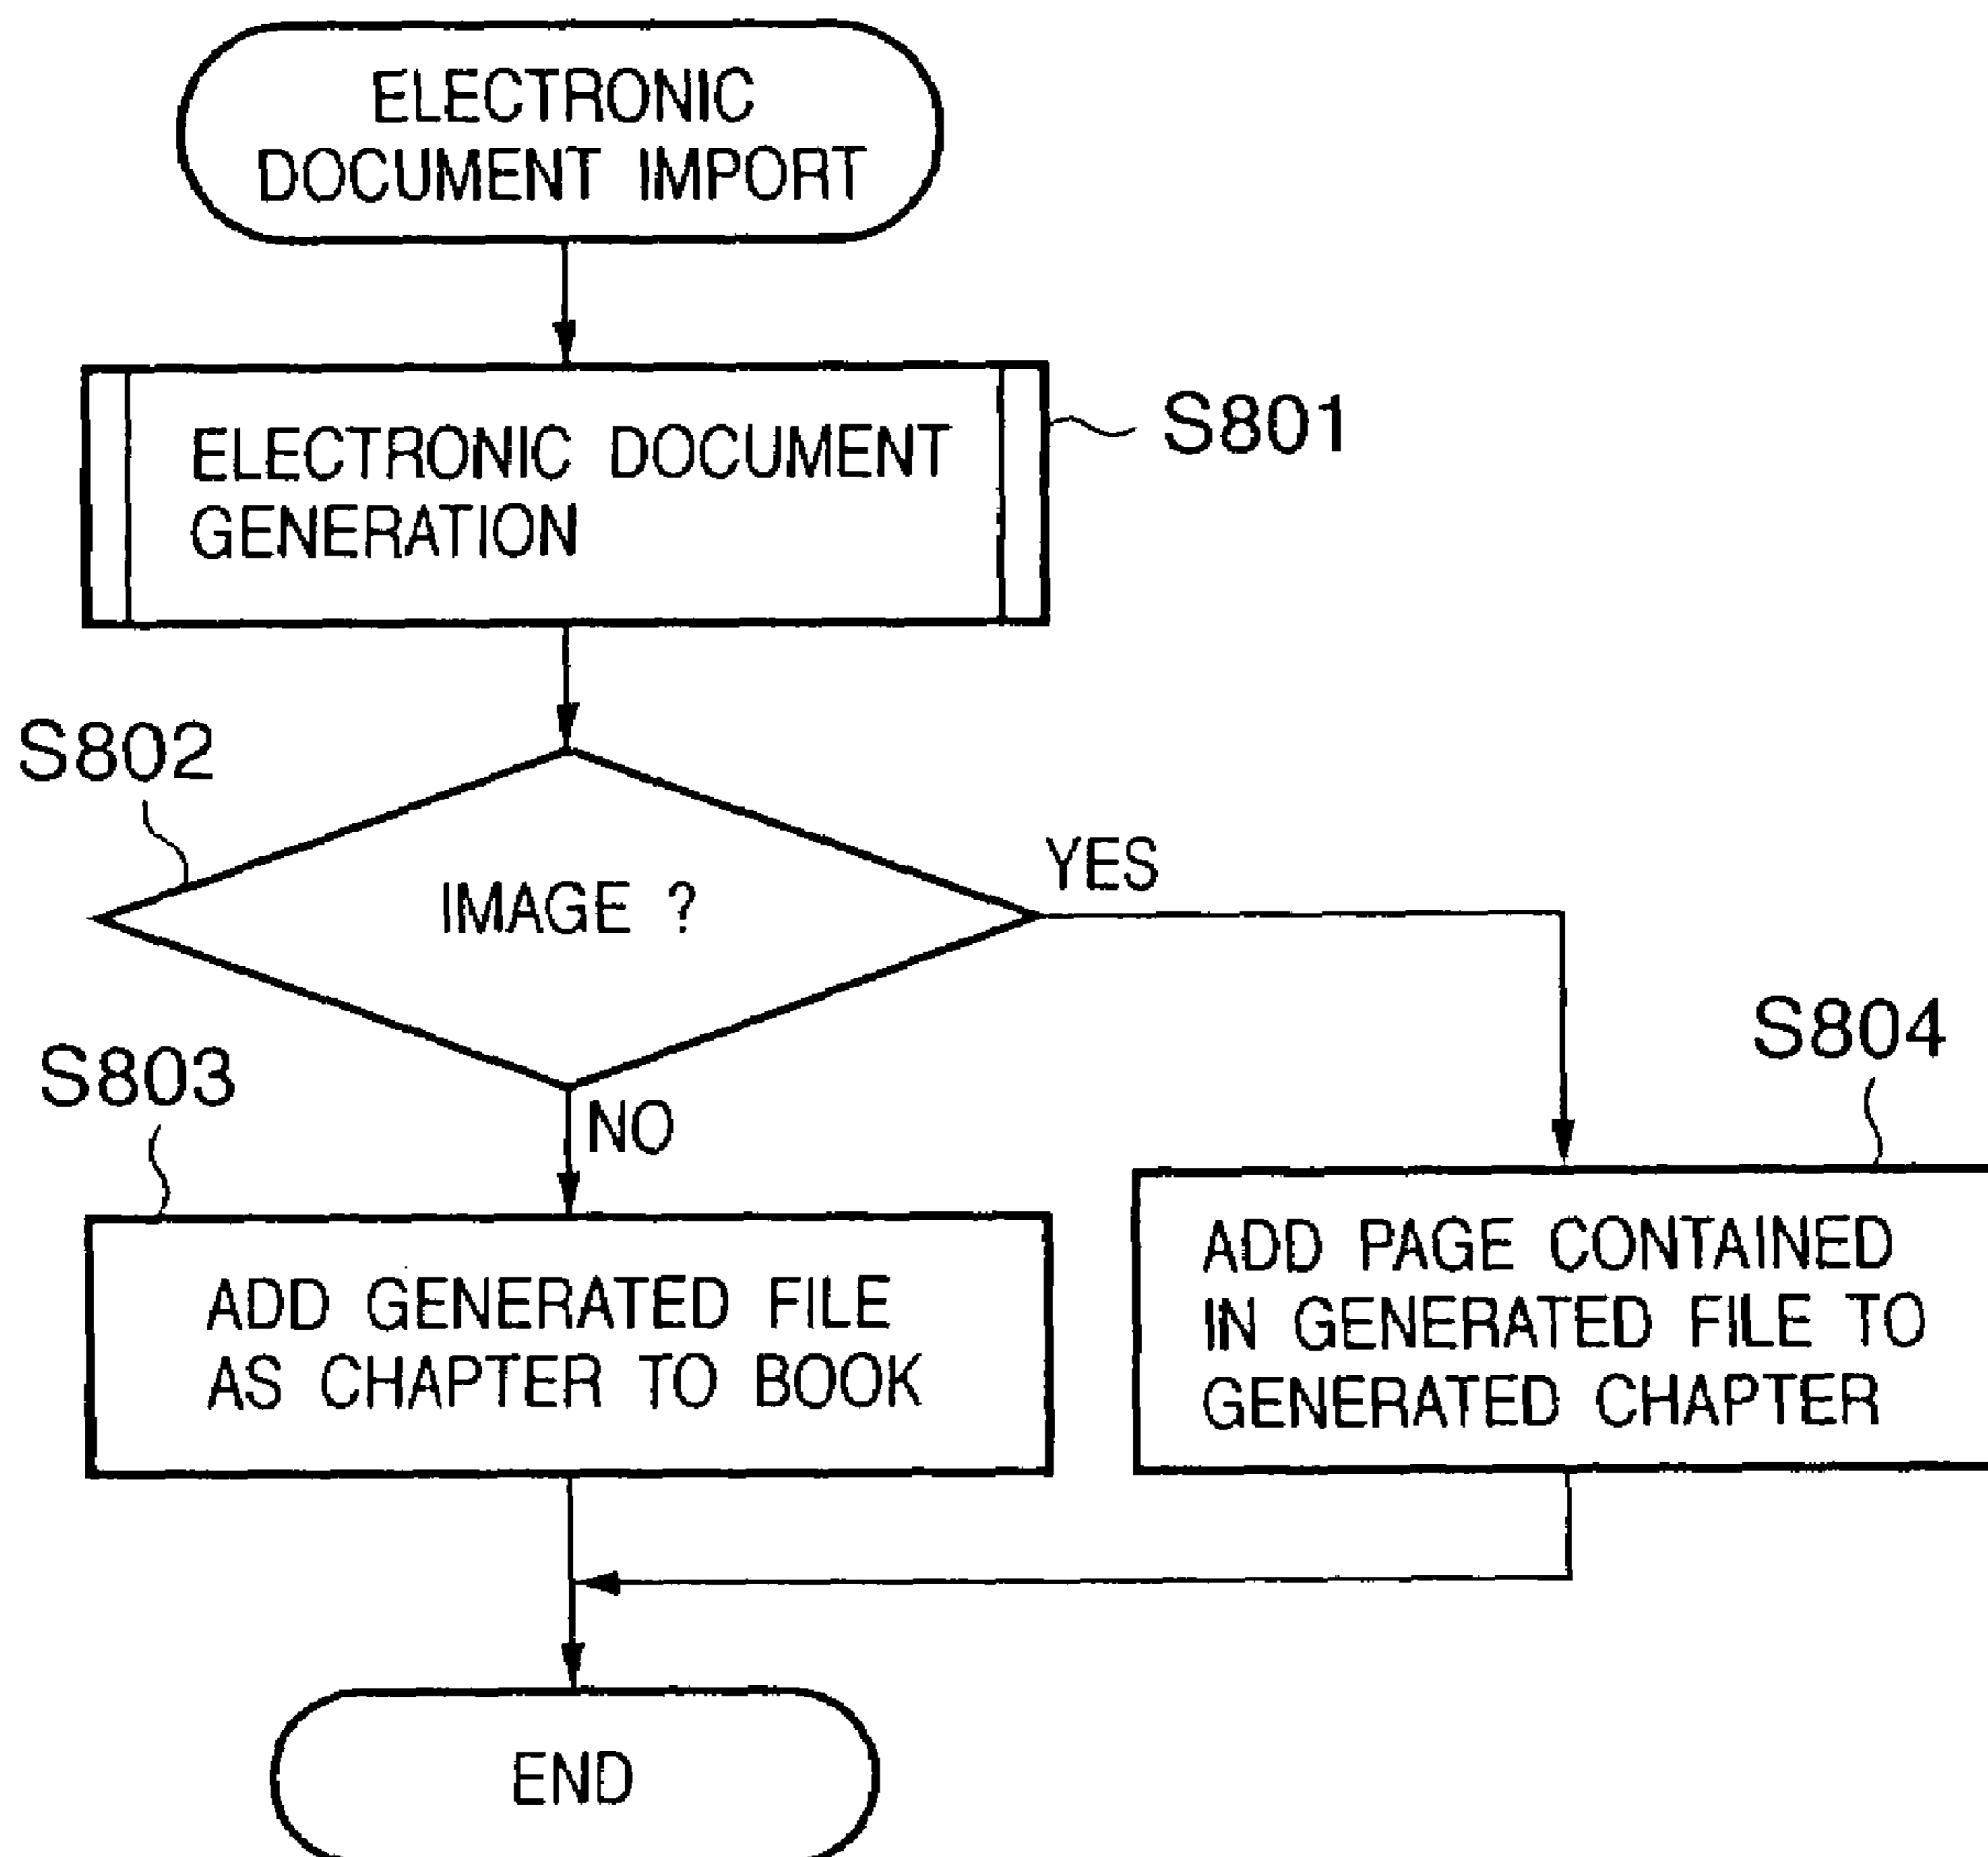 ELECTRONIC
DOCUMENT IMPORT
ELECTRONIC DOCUMENT
GENERATION
S801
S802
IMAGE ?
YES
NO
S803
ADD GENERATED FILE
AS CHAPTER TO BOOK
S804
ADD PAGE CONTAINED
IN GENERATED FILE TO
GENERATED CHAPTER
END